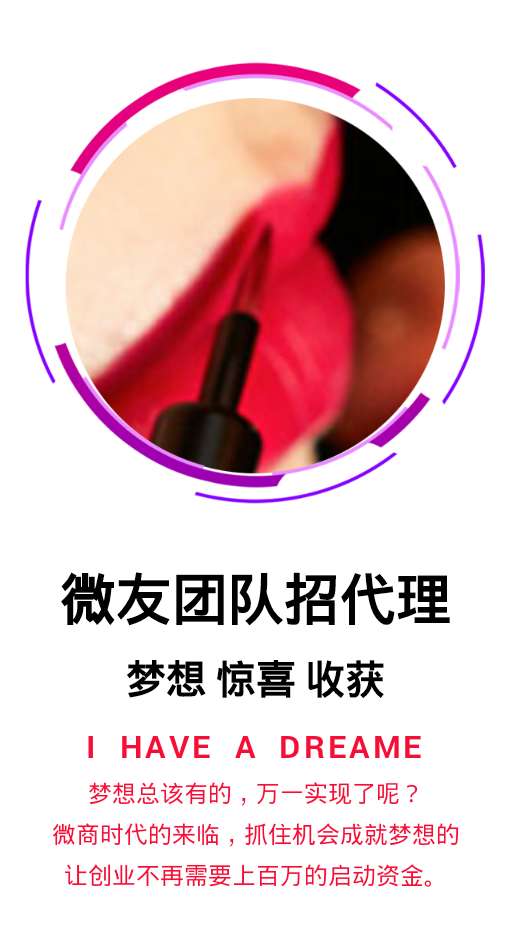 微友团队招代理
梦想 惊喜 收获
I HAVE A DREAME
梦想总该有的，万一实现了呢？
微商时代的来临，抓住机会成就梦想的
让创业不再需要上百万的启动资金。